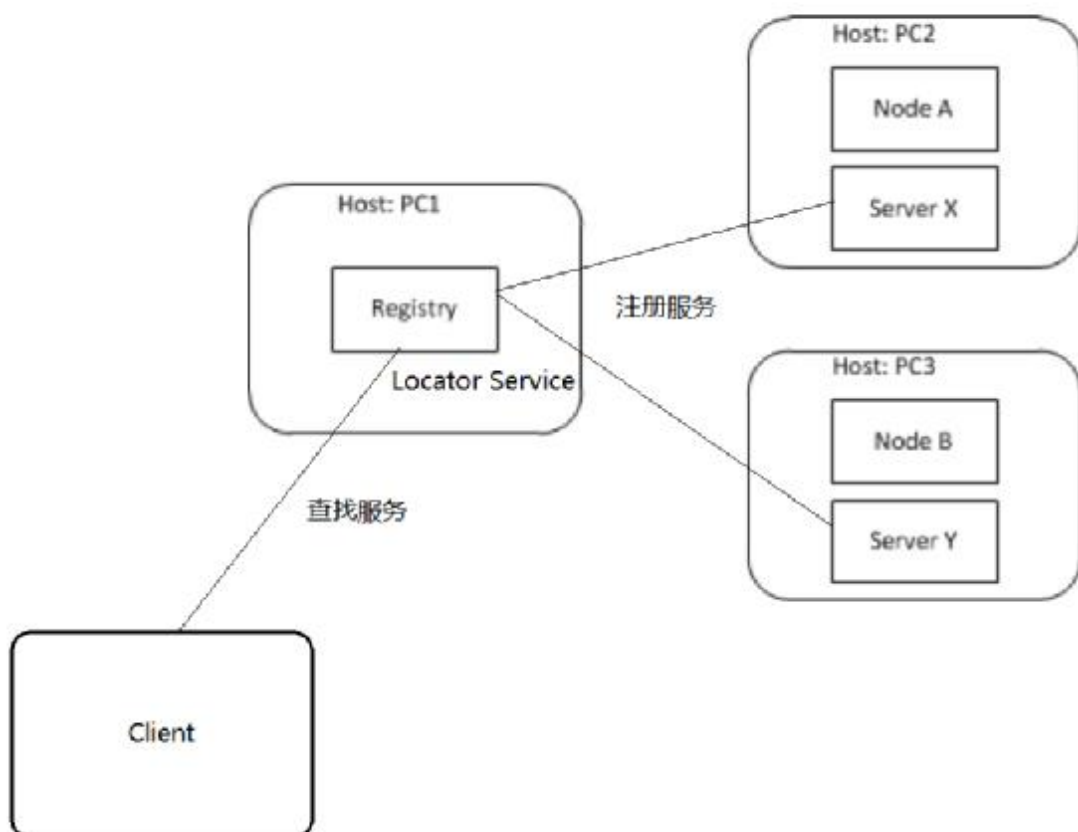 Host: PC2
Node A
Server X
Host: PC1
Registry
Locator Service
注册服务
Host: PC3
Node B
Server Y
查找服务
Client